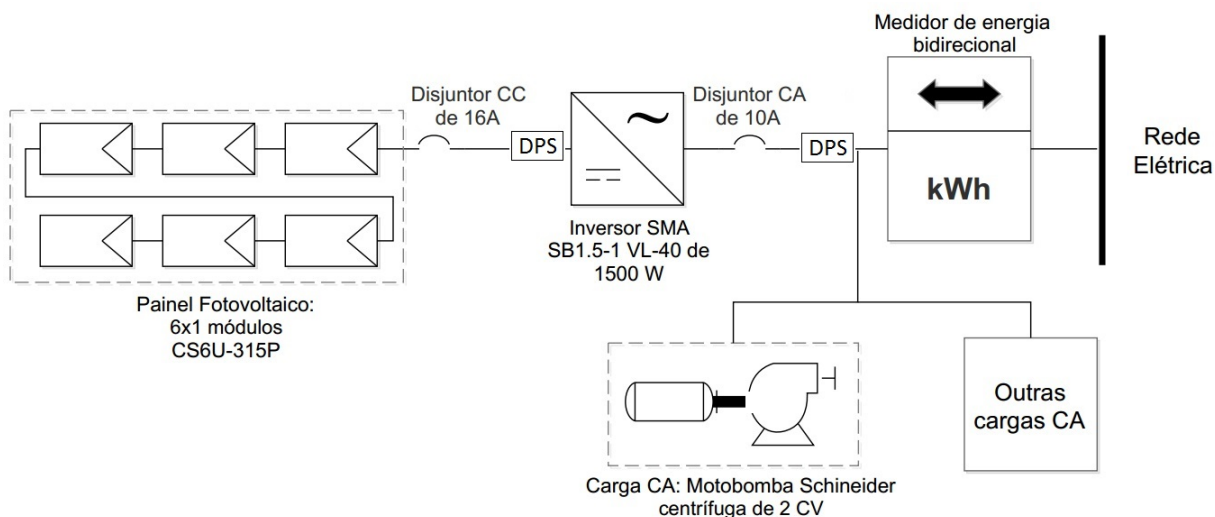 Medidor de energia
bidirecional
Disjuntor CC
de 16A
Disjuntor CA
de 10A
DPS
~
DPS
Rede
Elétrica
kWh
Inversor SMA
SB1.5-1 VL-40 de
1500 W
Painel Fotovoltaico:
6x1 módulos
CS6U-315P
Outras
cargas CA
Carga CA: Motobomba Schineider
centrífuga de 2 CV